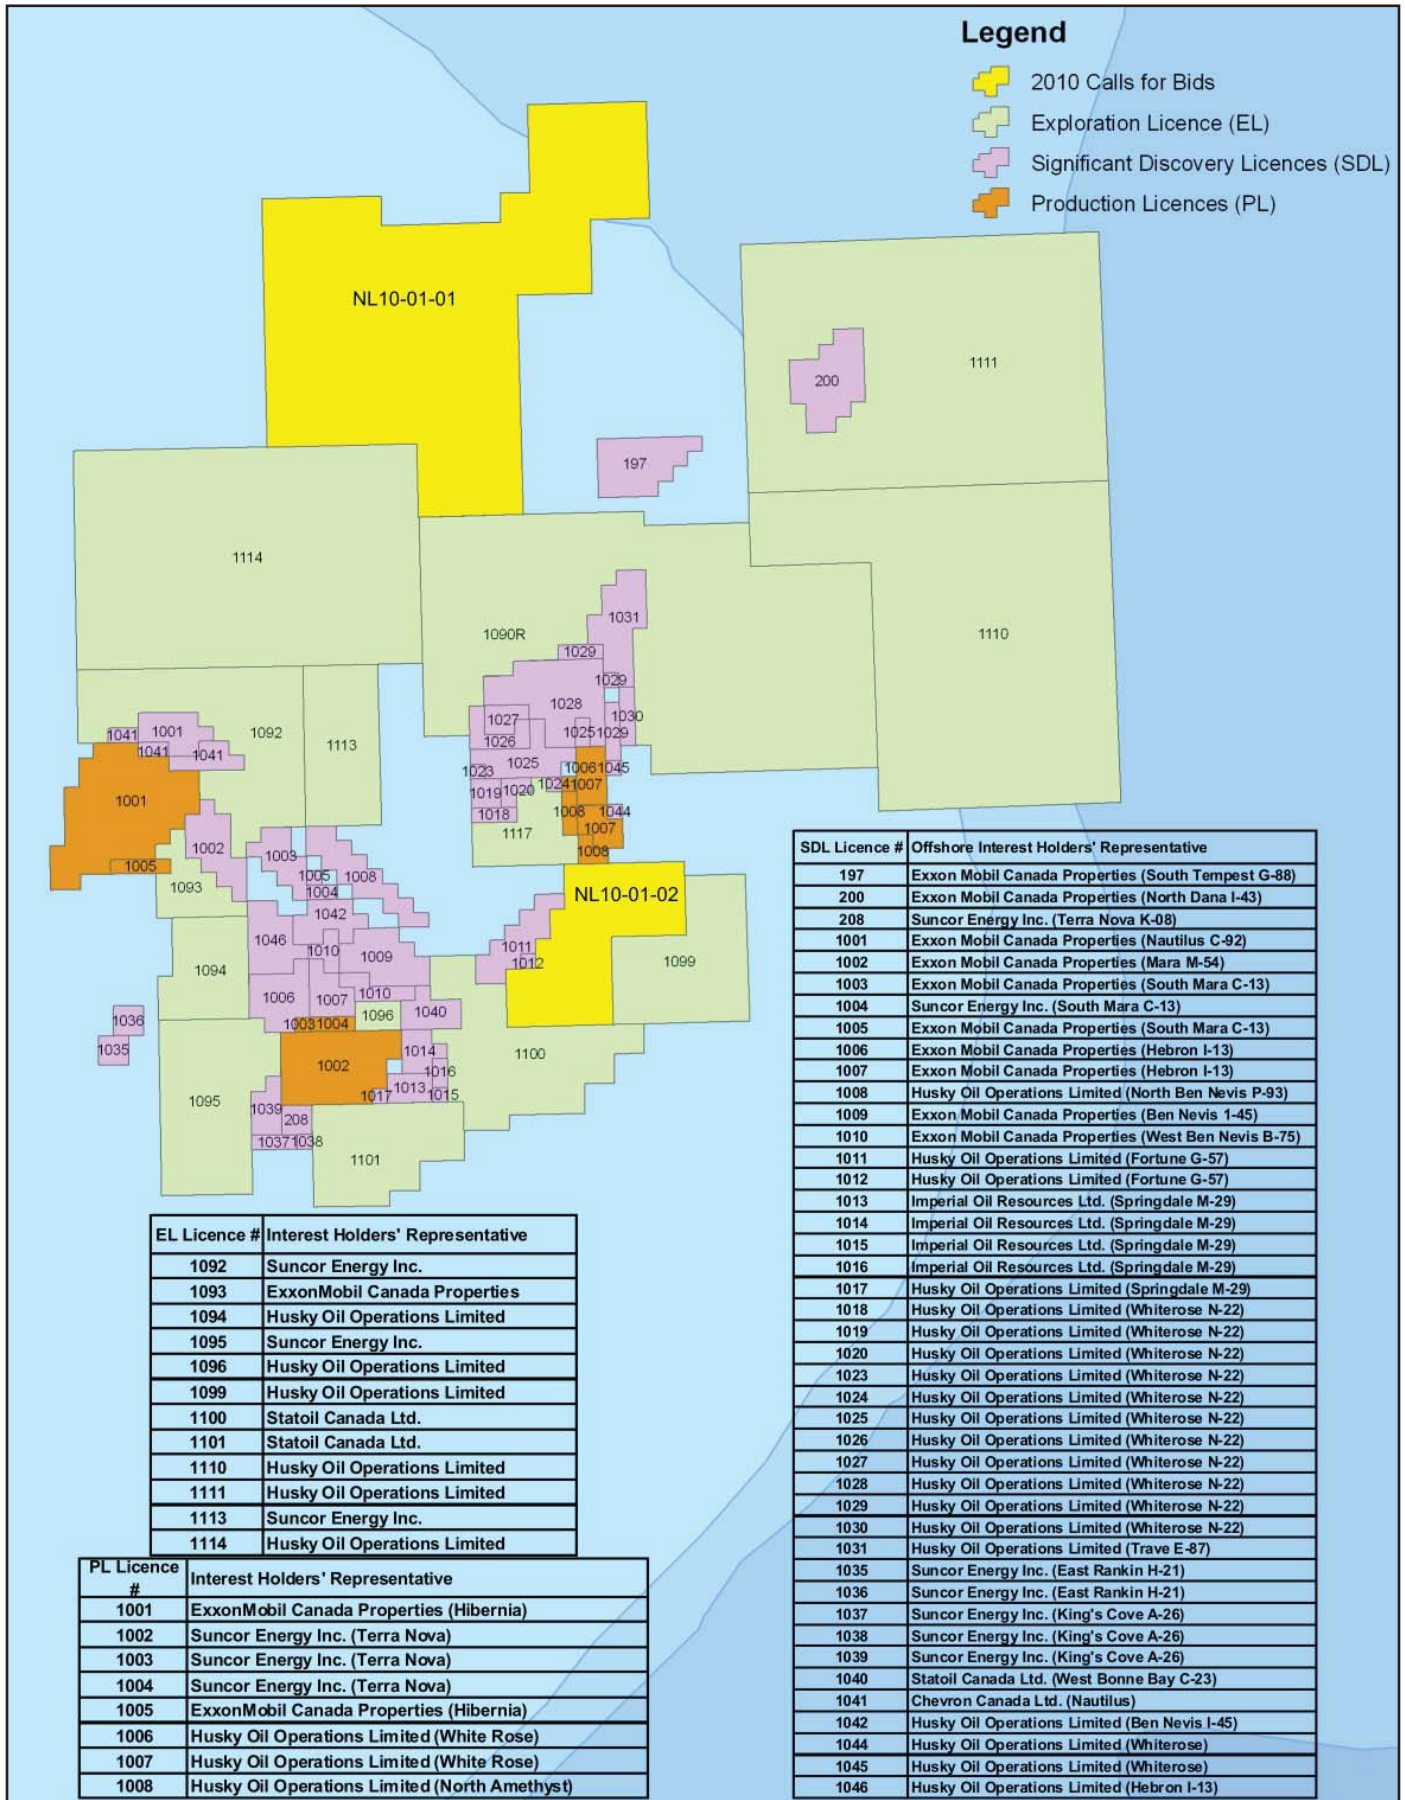 Legend
2010 Calls for Bids
Exploration Licence (EL)
Significant Discovery Licences (SDL)
Production Licences (PL)
NL10-01-01
1111
200
197
1114
1031
1090R
1110
1029
1029
1028
1027
1030
1041
1001
1092
1025
1029
1026
1113
1041
1041
1025
1006
1045
1023
1024
1007
1019
1020
1001
1008
1044
1018
1007
1117
1002
1003
1008
1005
1005
1008
1093
1004
NL10-01-02
1042
1046
1011
1010
1009
1012
1099
1094
1006
1007
1010
1040
1036
1003
1004
1096
1035
1014
1100
1002
1016
1013
1017
1015
1095
1039
208
1037
1038
1101
SDL Licence # Offshore Interest Holders' Representative
197 Exxon Mobil Canada Properties (South Tempest G-88)
200 Exxon Mobil Canada Properties (North Dana I-43)
208 Suncor Energy Inc. (Terra Nova K-08)
1001 Exxon Mobil Canada Properties (Nautilus C-92)
1002 Exxon Mobil Canada Properties (Mara M-54)
1003 Exxon Mobil Canada Properties (South Mara C-13)
1004 Suncor Energy Inc. (South Mara C-13)
1005 Exxon Mobil Canada Properties (South Mara C-13)
1006 Exxon Mobil Canada Properties (Hebron I-13)
1007 Exxon Mobil Canada Properties (Hebron I-13)
1008 Husky Oil Operations Limited (North Ben Nevis P-93)
1009 Exxon Mobil Canada Properties (Ben Nevis 1-45)
1010 Exxon Mobil Canada Properties (West Ben Nevis B-75)
1011 Husky Oil Operations Limited (Fortune G-57)
1012 Husky Oil Operations Limited (Fortune G-57)
1013 Imperial Oil Resources Ltd. (Springdale M-29)
1014 Imperial Oil Resources Ltd. (Springdale M-29)
1015 Imperial Oil Resources Ltd. (Springdale M-29)
1016 Imperial Oil Resources Ltd. (Springdale M-29)
1017 Husky Oil Operations Limited (Springdale M-29)
1018 Husky Oil Operations Limited (Whiterose N-22)
1019 Husky Oil Operations Limited (Whiterose N-22)
1020 Husky Oil Operations Limited (Whiterose N-22)
1023 Husky Oil Operations Limited (Whiterose N-22)
1024 Husky Oil Operations Limited (Whiterose N-22)
1025 Husky Oil Operations Limited (Whiterose N-22)
1026 Husky Oil Operations Limited (Whiterose N-22)
1027 Husky Oil Operations Limited (Whiterose N-22)
1028 Husky Oil Operations Limited (Whiterose N-22)
1029 Husky Oil Operations Limited (Whiterose N-22)
1030 Husky Oil Operations Limited (Whiterose N-22)
1031 Husky Oil Operations Limited (Trave E-87)
1035 Suncor Energy Inc. (East Rankin H-21)
1036 Suncor Energy Inc. (East Rankin H-21)
1037 Suncor Energy Inc. (King's Cove A-26)
1038 Suncor Energy Inc. (King's Cove A-26)
1039 Suncor Energy Inc. (King's Cove A-26)
1040 Statoil Canada Ltd. (West Bonne Bay C-23)
1041 Chevron Canada Ltd. (Nautilus)
1042 Husky Oil Operations Limited (Ben Nevis I-45)
1044 Husky Oil Operations Limited (Whiterose)
1045 Husky Oil Operations Limited (Whiterose)
1046 Husky Oil Operations Limited (Hebron I-13)
EL Licence # Interest Holders' Representative
1092 Suncor Energy Inc.
1093 ExxonMobil Canada Properties
1094 Husky Oil Operations Limited
1095 Suncor Energy Inc.
1096 Husky Oil Operations Limited
1099 Husky Oil Operations Limited
1100 Statoil Canada Ltd.
1101 Statoil Canada Ltd.
1110 Husky Oil Operations Limited
1111 Husky Oil Operations Limited
1113 Suncor Energy Inc.
1114 Husky Oil Operations Limited
PL Licence # Interest Holders' Representative
1001 ExxonMobil Canada Properties (Hibernia)
1002 Suncor Energy Inc. (Terra Nova)
1003 Suncor Energy Inc. (Terra Nova)
1004 Suncor Energy Inc. (Terra Nova)
1005 ExxonMobil Canada Properties (Hibernia)
1006 Husky Oil Operations Limited (White Rose)
1007 Husky Oil Operations Limited (White Rose)
1008 Husky Oil Operations Limited (North Amethyst)